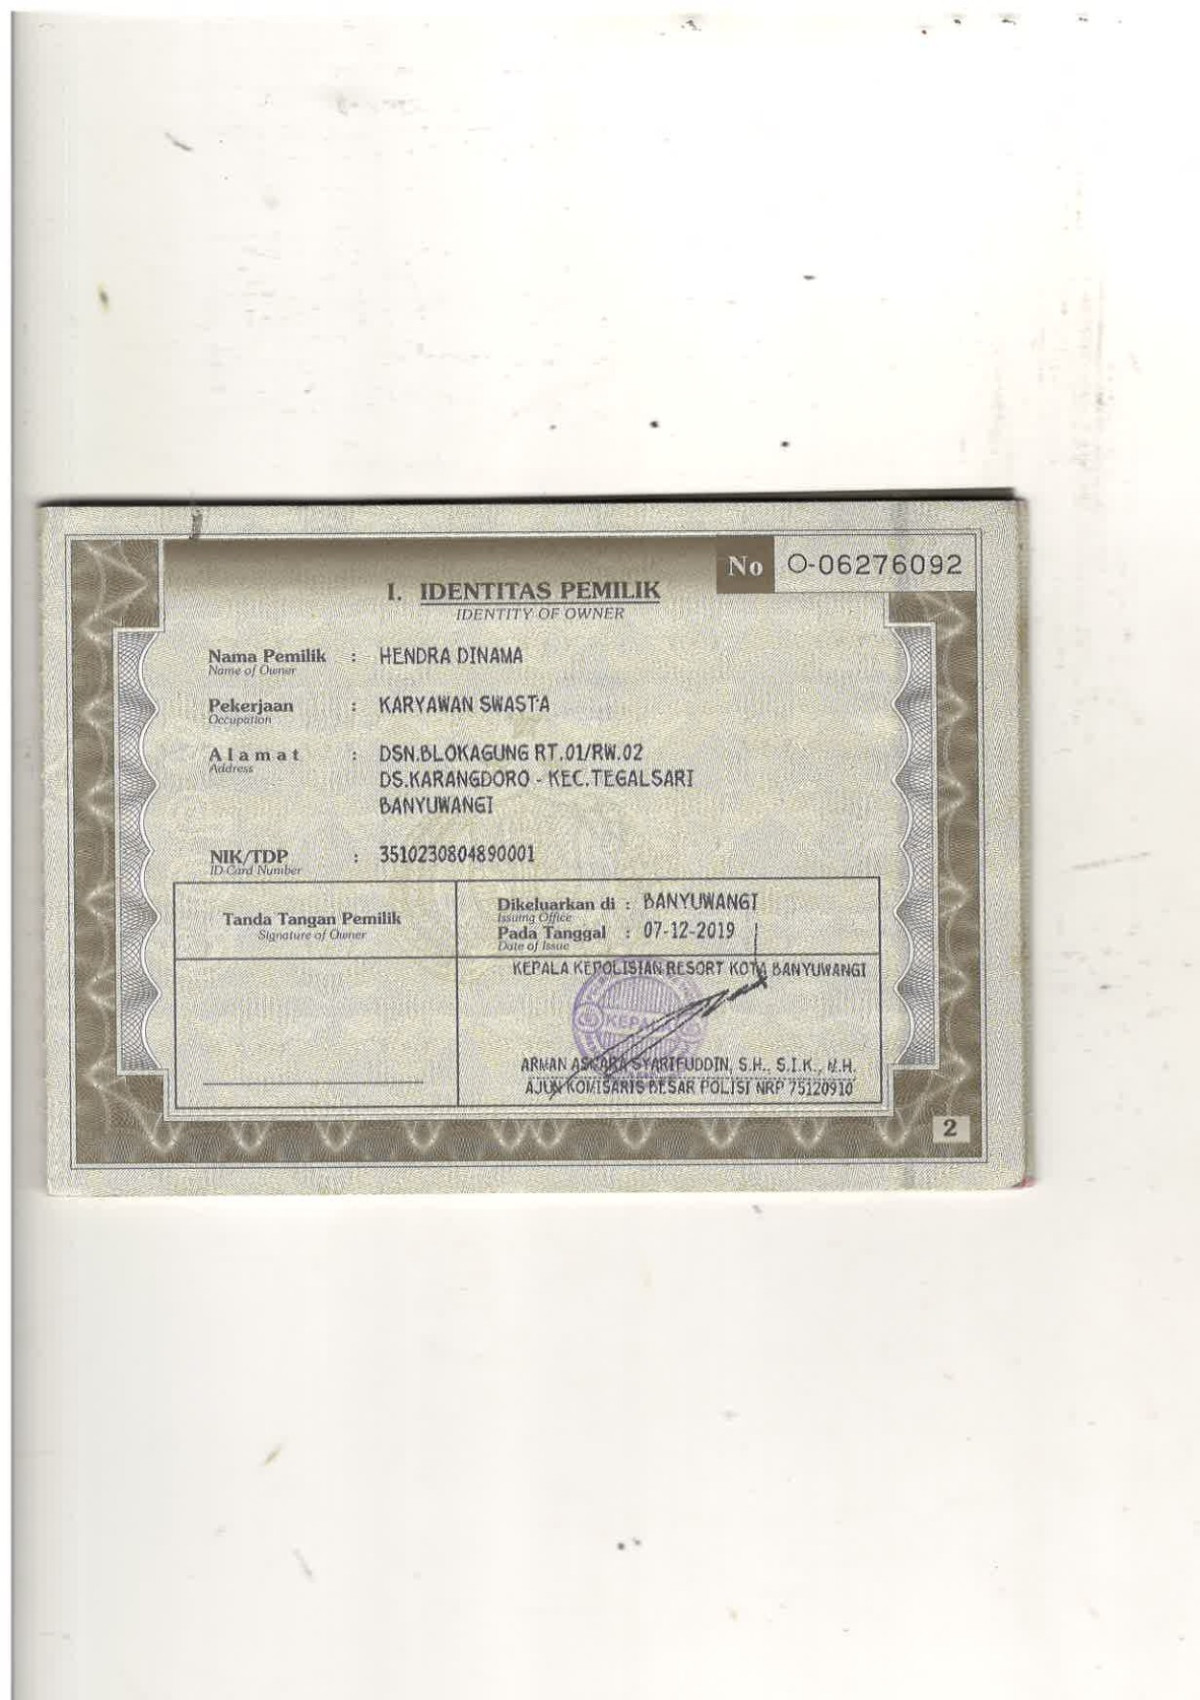 No O-06276092
I. IDENTITAS PEMILIK
IDENTITY OF OWNER
Nama Pemilik : HENDRA DINAMA
Name of Owner
Pekerjaan : KARYAWAN SWASTA
Occupation
Alamat : DSN.BLOKAGUNG RT.01/RW.02
Address
DS.KARANGDORO - KEC.TEGALSARI
BANYUWANGI
NIK/TDP : 3510230804890001
ID Card Number
Tanda Tangan Pemilik
Signature of Owner
Dikeluarkan di : BANYUWANGI
Issuing Office
Pada Tanggal : 07-12-2019
Date of Issue
KEPALA KEPOLISIAN RESORT KOTA BANYUWANGI
KEPALA
ARMAN ASMARA SYARIFUDDIN, S.H., S.I.K., M.H.
AJUN KOMISARIS BESAR POLISI NRP 75120910
2